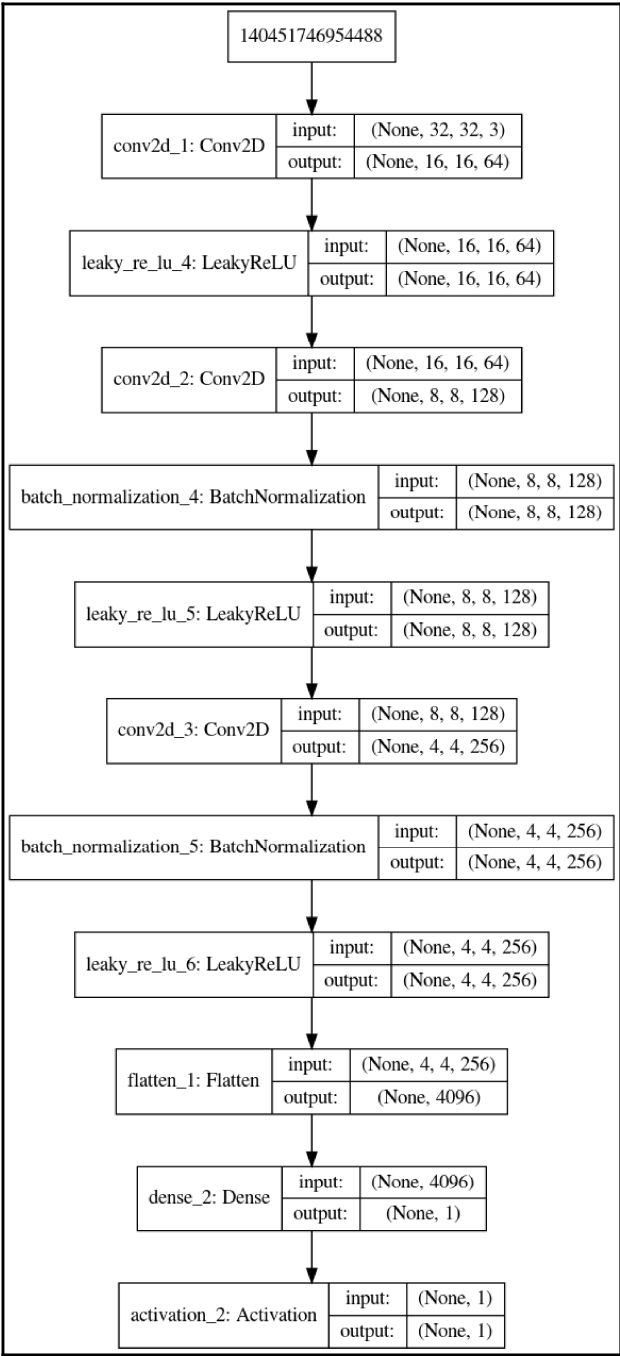 140451746954488
conv2d_1: Conv2D
input: (None, 32, 32, 3)
output: (None, 16, 16, 64)
leaky_re_lu_4: LeakyReLU
input: (None, 16, 16, 64)
output: (None, 16, 16, 64)
conv2d_2: Conv2D
input: (None, 16, 16, 64)
output: (None, 8, 8, 128)
batch_normalization_4: BatchNormalization
input: (None, 8, 8, 128)
output: (None, 8, 8, 128)
leaky_re_lu_5: LeakyReLU
input: (None, 8, 8, 128)
output: (None, 8, 8, 128)
conv2d_3: Conv2D
input: (None, 8, 8, 128)
output: (None, 4, 4, 256)
batch_normalization_5: BatchNormalization
input: (None, 4, 4, 256)
output: (None, 4, 4, 256)
leaky_re_lu_6: LeakyReLU
input: (None, 4, 4, 256)
output: (None, 4, 4, 256)
flatten_1: Flatten
input: (None, 4, 4, 256)
output: (None, 4096)
dense_2: Dense
input: (None, 4096)
output: (None, 1)
activation_2: Activation
input: (None, 1)
output: (None, 1)